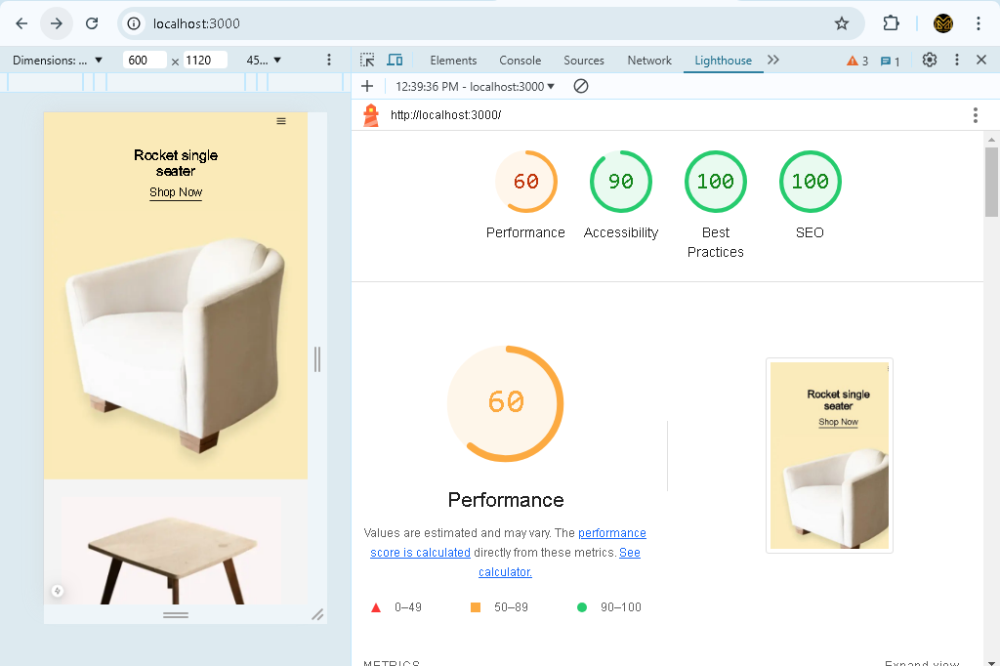 localhost:3000
Dimensions: ... 600 × 1120 45...
Elements Console Sources Network Lighthouse 3 1
12:39:36 PM - localhost:3000
http://localhost:3000/
Rocket single
seater
Shop Now
60 90 100 100
Performance Accessibility Best
Practices SEO
60
Performance
Values are estimated and may vary. The performance
score is calculated directly from these metrics. See
calculator.
0–49 50–89 90–100
Rocket single
seater
Shop Now
METRICS Expand view